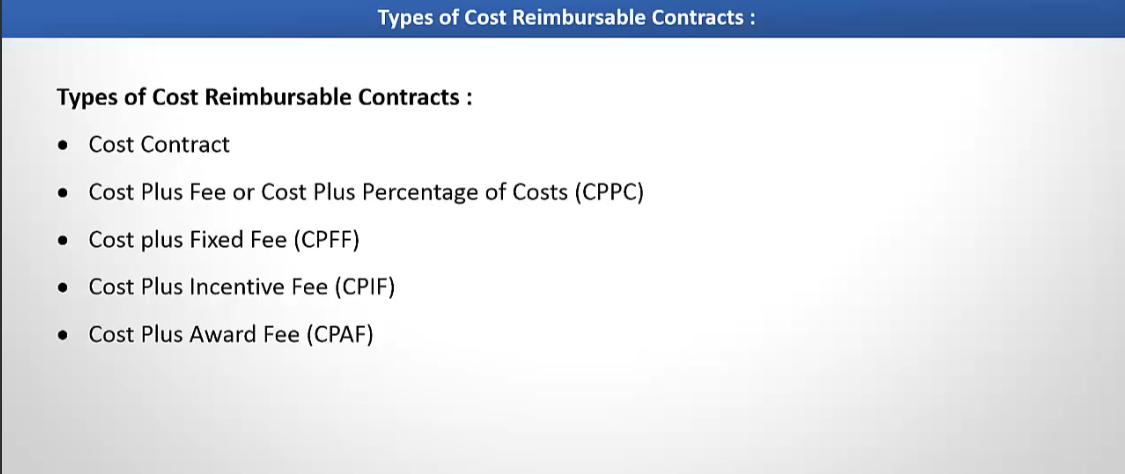 Types of Cost Reimbursable Contracts :
Types of Cost Reimbursable Contracts :
• Cost Contract
• Cost Plus Fee or Cost Plus Percentage of Costs (CPPC)
• Cost plus Fixed Fee (CPFF)
• Cost Plus Incentive Fee (CPIF)
• Cost Plus Award Fee (CPAF)